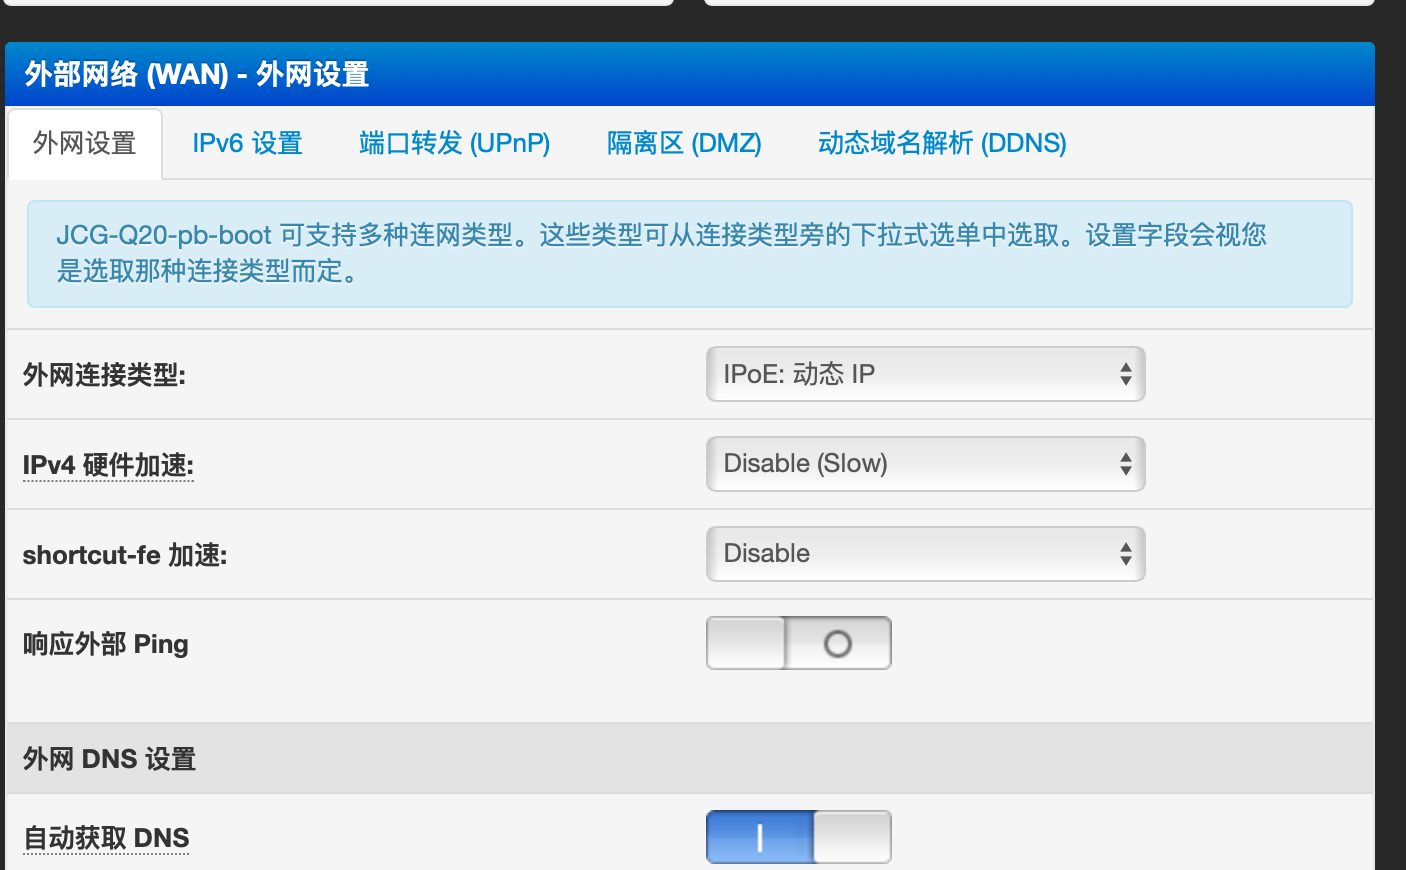 外部网络 (WAN) - 外网设置
外网设置 IPv6 设置 端口转发 (UPnP) 隔离区 (DMZ) 动态域名解析 (DDNS)
JCG-Q20-pb-boot 可支持多种连网类型。这些类型可从连接类型旁的下拉式选单中选取。设置字段会视您
是选取那种连接类型而定。
外网连接类型: IPoE: 动态 IP
IPv4 硬件加速: Disable (Slow)
shortcut-fe 加速: Disable
响应外部 Ping
外网 DNS 设置
自动获取 DNS